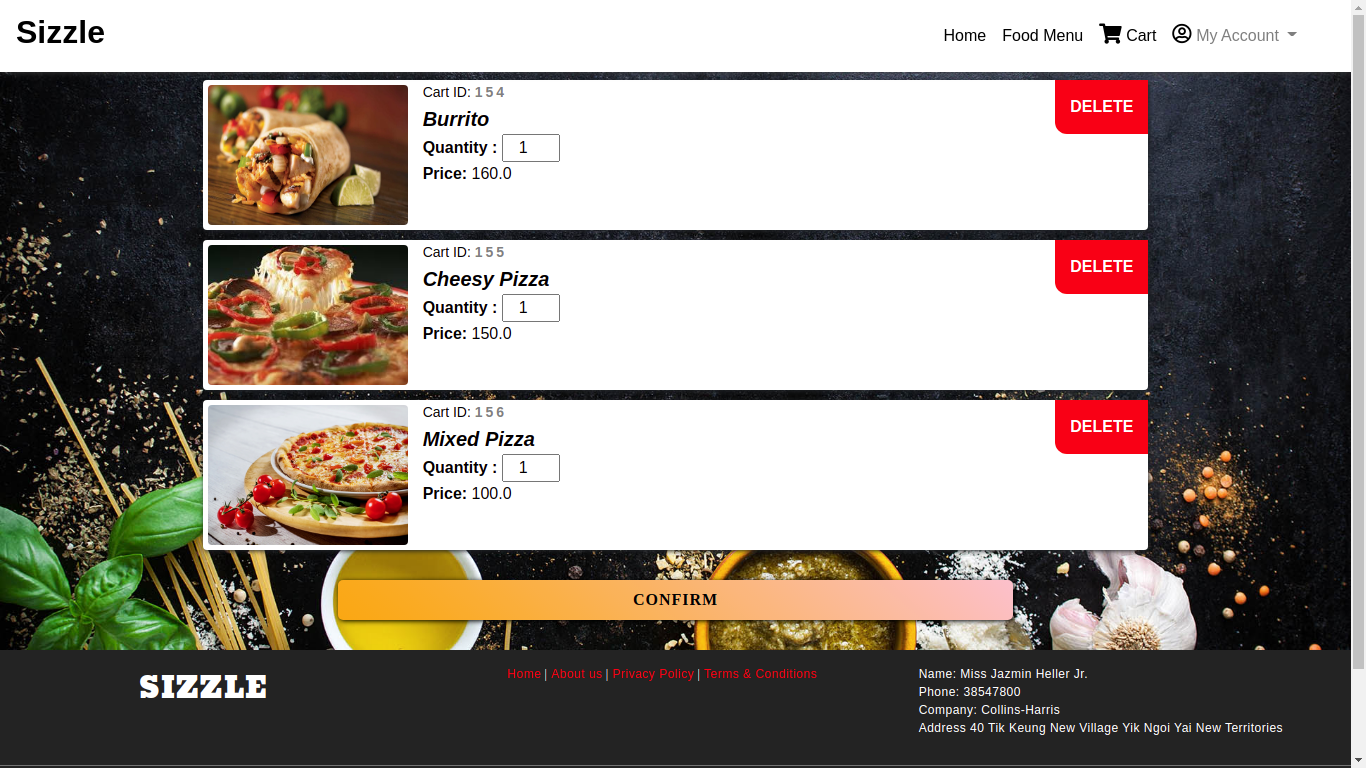 Sizzle
Home Food Menu Cart My Account
Cart ID: 154
DELETE
Burrito
Quantity : 1
Price: 160.0
Cart ID: 155
DELETE
Cheesy Pizza
Quantity : 1
Price: 150.0
Cart ID: 156
DELETE
Mixed Pizza
Quantity : 1
Price: 100.0
CONFIRM
SIZZLE
Home | About us | Privacy Policy | Terms & Conditions
Name: Miss Jazmin Heller Jr.
Phone: 38547800
Company: Collins-Harris
Address 40 Tik Keung New Village Yik Ngoi Yai New Territories